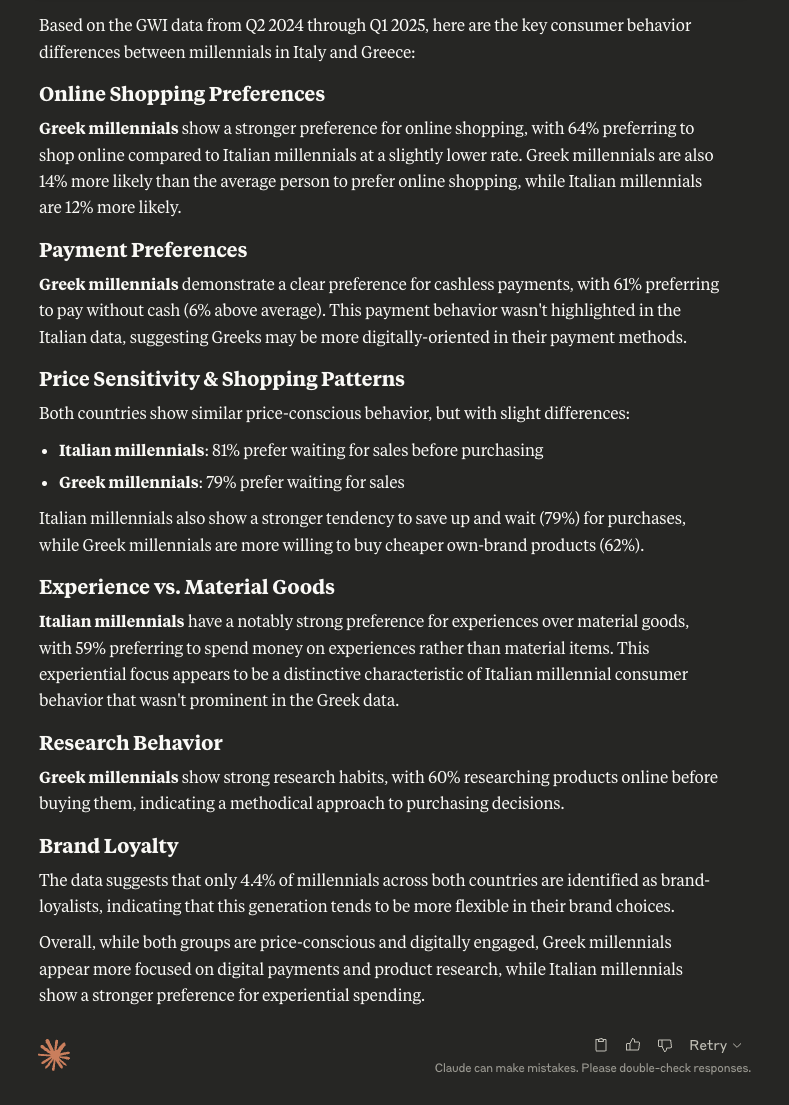 Based on the GWI data from Q2 2024 through Q1 2025, here are the key consumer behavior
differences between millennials in Italy and Greece:
Online Shopping Preferences
Greek millennials show a stronger preference for online shopping, with 64% preferring to
shop online compared to Italian millennials at a slightly lower rate. Greek millennials are also
14% more likely than the average person to prefer online shopping, while Italian millennials
are 12% more likely.
Payment Preferences
Greek millennials demonstrate a clear preference for cashless payments, with 61% preferring
to pay without cash (6% above average). This payment behavior wasn't highlighted in the
Italian data, suggesting Greeks may be more digitally-oriented in their payment methods.
Price Sensitivity & Shopping Patterns
Both countries show similar price-conscious behavior, but with slight differences:
• Italian millennials: 81% prefer waiting for sales before purchasing
• Greek millennials: 79% prefer waiting for sales
Italian millennials also show a stronger tendency to save up and wait (79%) for purchases,
while Greek millennials are more willing to buy cheaper own-brand products (62%).
Experience vs. Material Goods
Italian millennials have a notably strong preference for experiences over material goods,
with 59% preferring to spend money on experiences rather than material items. This
experiential focus appears to be a distinctive characteristic of Italian millennial consumer
behavior that wasn't prominent in the Greek data.
Research Behavior
Greek millennials show strong research habits, with 60% researching products online before
buying them, indicating a methodical approach to purchasing decisions.
Brand Loyalty
The data suggests that only 4.4% of millennials across both countries are identified as brand-
loyalists, indicating that this generation tends to be more flexible in their brand choices.
Overall, while both groups are price-conscious and digitally engaged, Greek millennials
appear more focused on digital payments and product research, while Italian millennials
show a stronger preference for experiential spending.
Retry
Claude can make mistakes. Please double-check responses.